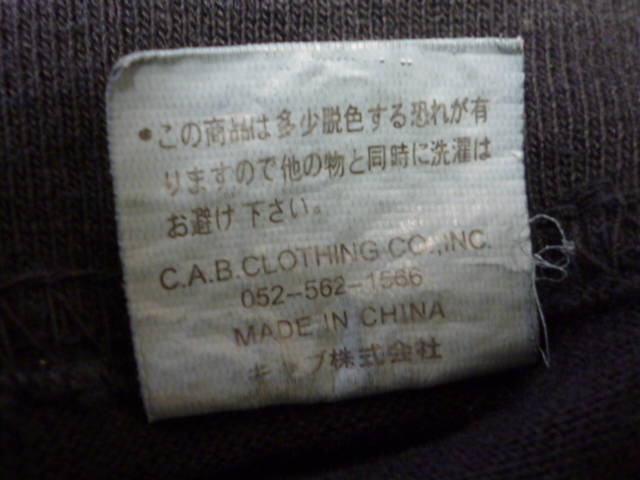 •この商品は多少脱色する恐れが有
りますので他の物と同時に洗濯は
お避け下さい。
C.A.B.CLOTHING CO.,INC.
052-562-1566
MADE IN CHINA
キャブ株式会社